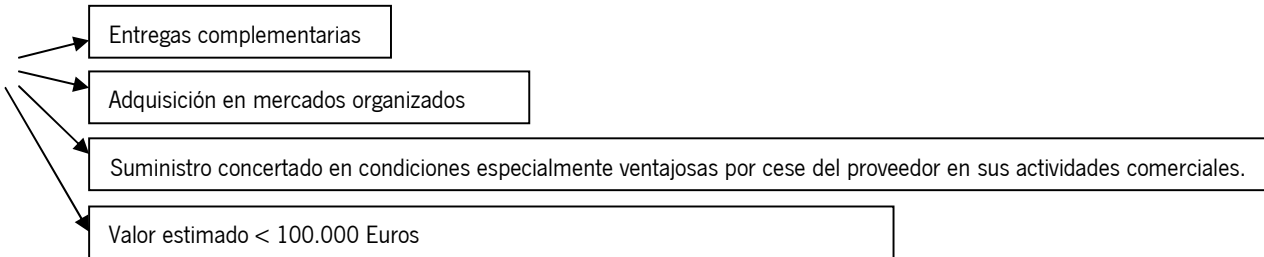 Entregas complementarias
Adquisición en mercados organizados
Suministro concertado en condiciones especialmente ventajosas por cese del proveedor en sus actividades comerciales.
Valor estimado < 100.000 Euros